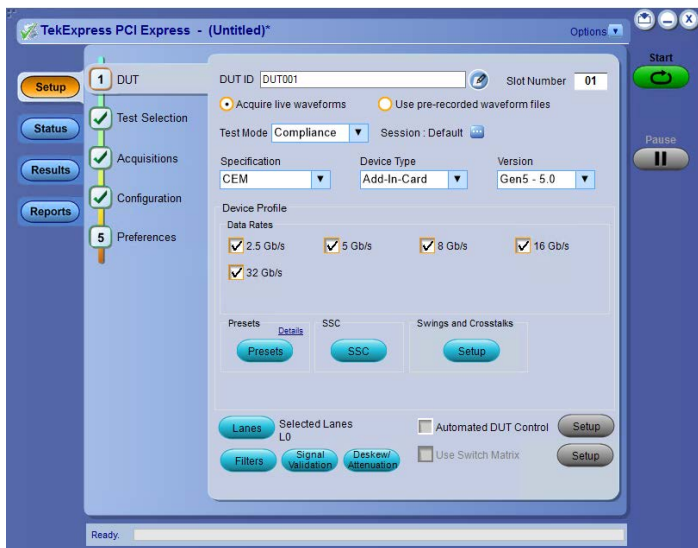 TekExpress PCI Express - (Untitled)*
Options
Start
Pause
Setup
Status
Results
Reports
1 DUT
Test Selection
Acquisitions
Configuration
5 Preferences
DUT ID DUT001
Slot Number 01
Acquire live waveforms
Use pre-recorded waveform files
Test Mode Compliance
Session : Default
Specification
Device Type
Version
CEM
Add-In-Card
Gen5 - 5.0
Device Profile
Data Rates
2.5 Gb/s
5 Gb/s
8 Gb/s
16 Gb/s
32 Gb/s
Presets
Details
SSC
Swings and Crosstalks
Presets
SSC
Setup
Lanes
Selected Lanes
L0
Automated DUT Control
Setup
Filters
Signal
Validation
Deskew/
Attenuation
Use Switch Matrix
Setup
Ready.